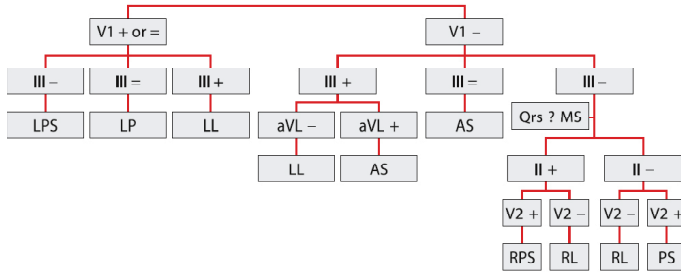 V1 + or = V1 –
III – III = III + III + III = III –
LPS LP LL aVL – aVL + AS Qrs ? MS
LL AS II + II –
V2 + V2 – V2 – V2 +
RPS RL RL PS